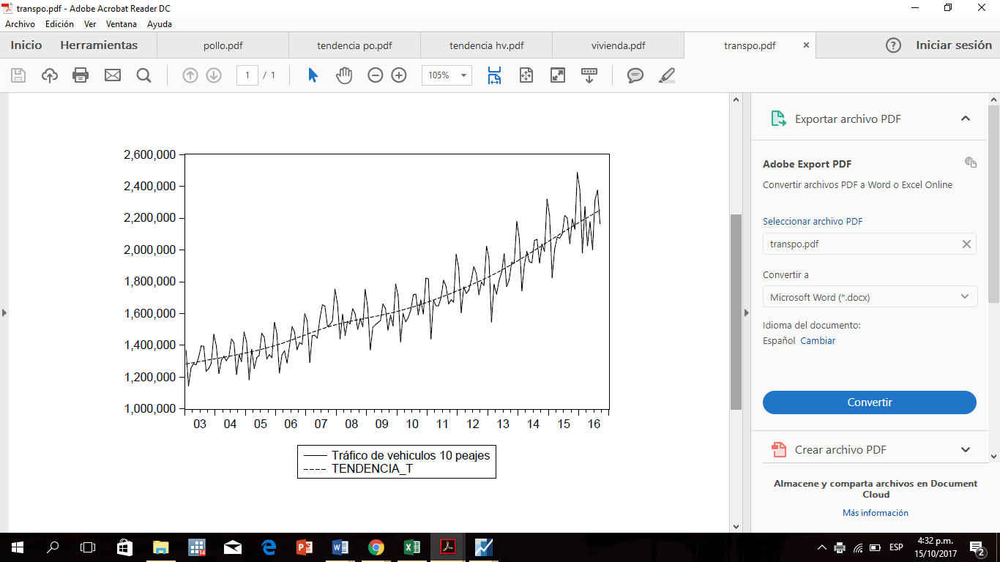 transpo.pdf - Adobe Acrobat Reader DC
Archivo Edición Ver Ventana Ayuda
Inicio Herramientas pollo.pdf tendencia po.pdf tendencia hv.pdf vivienda.pdf transpo.pdf × ? Iniciar sesión
1 / 1 105%
2,600,000
2,400,000
2,200,000
2,000,000
1,800,000
1,600,000
1,400,000
1,200,000
1,000,000
03 04 05 06 07 08 09 10 11 12 13 14 15 16
Tráfico de vehiculos 10 peajes
TENDENCIA_T
Exportar archivo PDF
Adobe Export PDF
Convertir archivos PDF a Word o Excel Online
Seleccionar archivo PDF
transpo.pdf
Convertir a
Microsoft Word (*.docx)
Idioma del documento:
Español Cambiar
Convertir
Crear archivo PDF
Almacene y comparta archivos en Document
Cloud
Más información
14
ESP
4:32 p.m.
15/10/2017
2